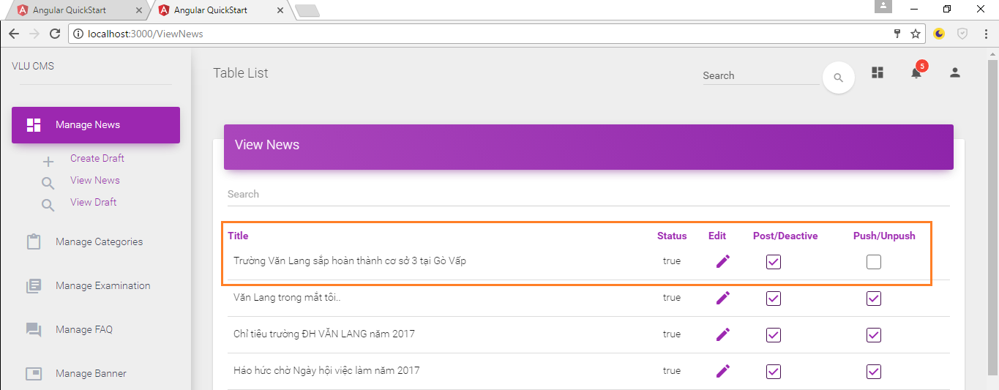 Angular QuickStart
Angular QuickStart
localhost:3000/ViewNews
VLU CMS
Table List
Search
5
Manage News
Create Draft
View News
View Draft
Manage Categories
Manage Examination
Manage FAQ
Manage Banner
View News
Search
Title Status Edit Post/Deactive Push/Unpush
Trường Văn Lang sắp hoàn thành cơ sở 3 tại Gò Vấp true
Văn Lang trong mắt tôi.. true
Chỉ tiêu trường ĐH VĂN LANG năm 2017 true
Háo hức chờ Ngày hội việc làm năm 2017 true